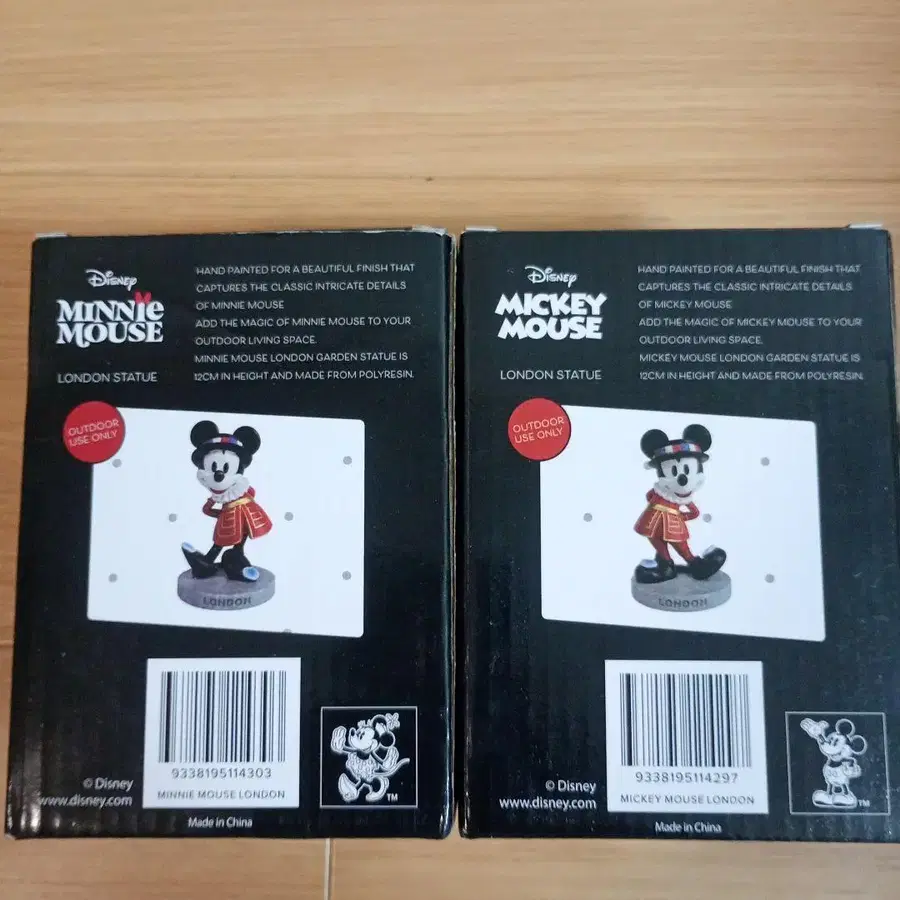 Disney
MINNIE
MOUSE
LONDON STATUE
HAND PAINTED FOR A BEAUTIFUL FINISH THAT
CAPTURES THE CLASSIC INTRICATE DETAILS
OF MINNIE MOUSE
ADD THE MAGIC OF MINNIE MOUSE TO YOUR
OUTDOOR LIVING SPACE.
MINNIE MOUSE LONDON GARDEN STATUE IS
12CM IN HEIGHT AND MADE FROM POLYRESIN.
OUTDOOR
USE ONLY
LONDON
9338195114303
MINNIE MOUSE LONDON
© Disney
www.disney.com
TM
Made in China
Disney
MICKEY
MOUSE
LONDON STATUE
HAND PAINTED FOR A BEAUTIFUL FINISH THAT
CAPTURES THE CLASSIC INTRICATE DETAILS
OF MICKEY MOUSE
ADD THE MAGIC OF MICKEY MOUSE TO YOUR
OUTDOOR LIVING SPACE.
MICKEY MOUSE LONDON GARDEN STATUE IS
12CM IN HEIGHT AND MADE FROM POLYRESIN.
OUTDOOR
USE ONLY
LONDON
9338195114297
MICKEY MOUSE LONDON
© Disney
www.disney.com
TM
Made in China